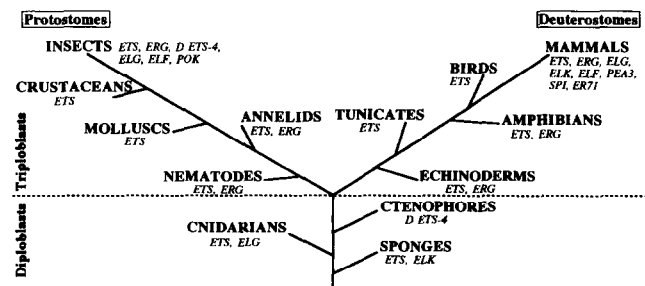 Protostomes
Deuterostomes
INSECTS ETS, ERG, D ETS-4,
ELG, ELF, POK
MAMMALS
ETS, ERG, ELG,
ELK, ELF, PEA3,
SPI, ER71
BIRDS
ETS
CRUSTACEANS
ETS
ANNELIDS
ETS, ERG
TUNICATES
ETS
AMPHIBIANS
ETS, ERG
MOLLUSCS
ETS
NEMATODES
ETS, ERG
ECHINODERMS
ETS, ERG
Triploblasts
Diploblasts
CTENOPHORES
D ETS-4
CNIDARIANS
ETS, ELG
SPONGES
ETS, ELK